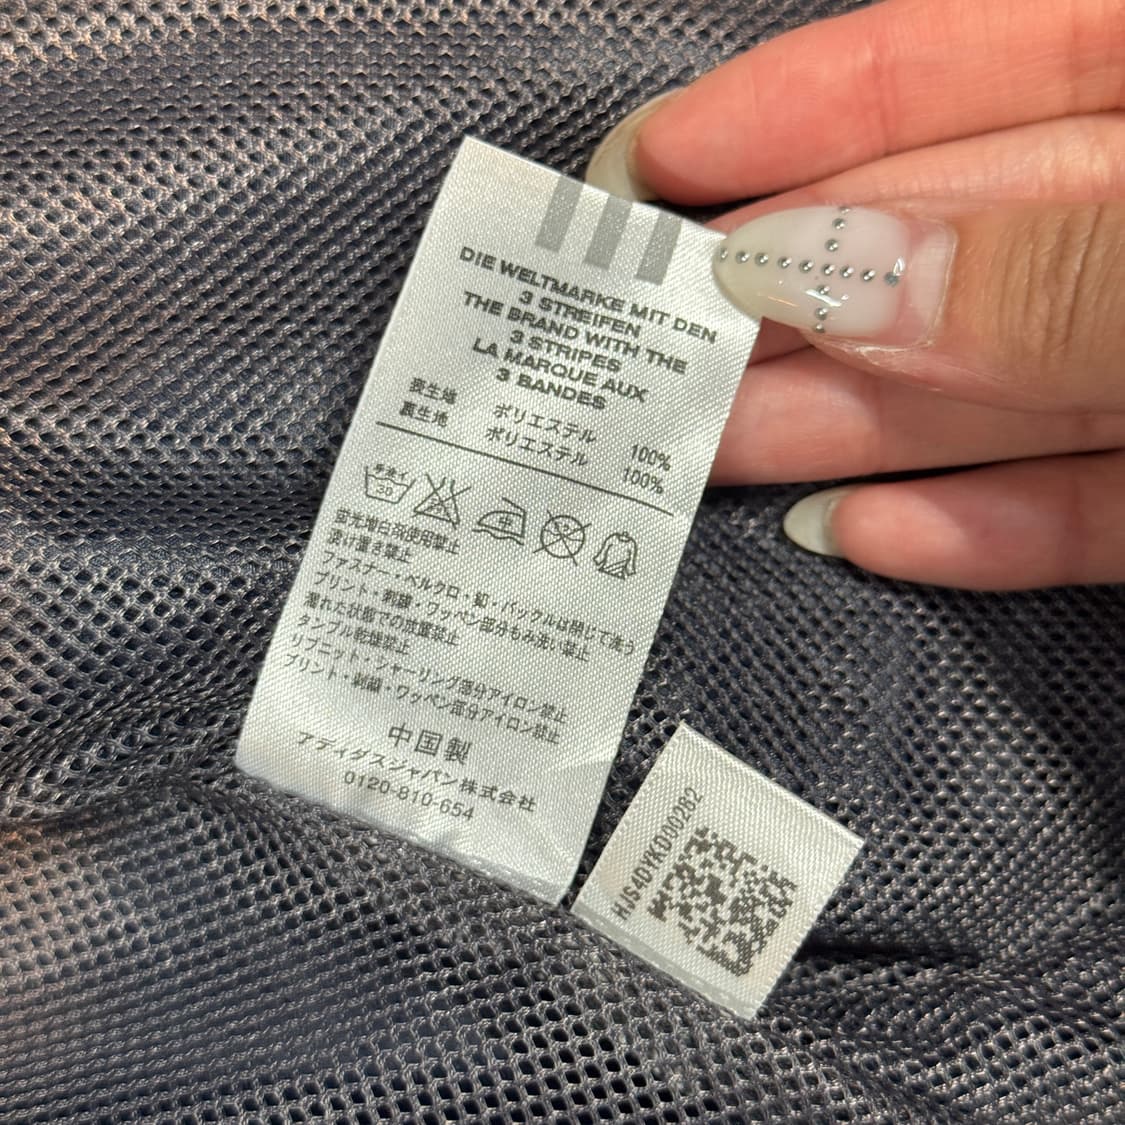 DIE WELTMARKE MIT DEN
3 STREIFEN
THE BRAND WITH THE
3 STRIPES
LA MARQUE AUX
3 BANDES
表生地 ポリエステル 100%
裏生地 ポリエステル 100%
手洗イ
20
蛍光増白剤使用禁止
漬け置き禁止
ファスナー・ベルクロ・釦・バックルは閉じて洗う
プリント・刺繍・ワッペン部分もみ洗い禁止
濡れた状態での放置禁止
タンブル乾燥禁止
リブニット・シャーリング部分アイロン禁止
プリント・刺繍・ワッペン部分アイロン禁止
中国製
アディダスジャパン株式会社
0120-810-654